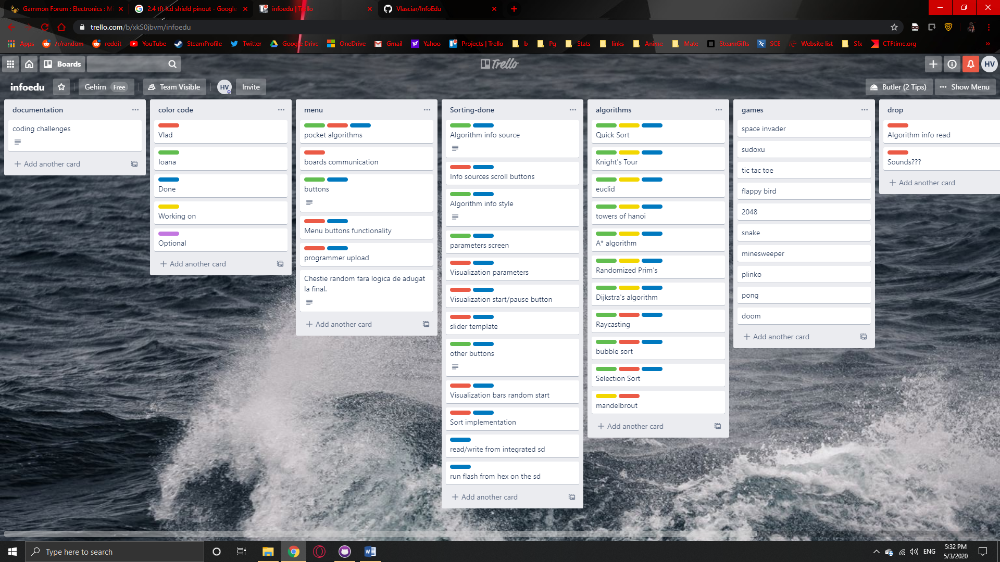 Gammon Forum : Electronics : M
2.4 tft lcd shield pinout - Google
infoedu | Trello
Vlasciar/InfoEdu
trello.com/b/xkS0jbvm/infoedu
Apps
/r/random
reddit
YouTube
SteamProfile
Twitter
Google Drive
OneDrive
Gmail
Yahoo
Projects | Trello
b
Pg
Stats
links
Anime
Mate
SteamGifts
SCE
Website list
Sfx
CTFtime.org
Boards
Trello
HV
infoedu
Gehirn Free
Team Visible
HV
Invite
Butler (2 Tips)
Show Menu
documentation
coding challenges
Add another card
color code
Vlad
Ioana
Done
Working on
Optional
Add another card
menu
pocket algorithms
boards communication
buttons
Menu buttons functionality
programmer upload
Chestie random fara logica de adugat
la final.
Add another card
Sorting-done
Algorithm info source
Info sources scroll buttons
Algorithm info style
parameters screen
Visualization parameters
Visualization start/pause button
slider template
other buttons
Visualization bars random start
Sort implementation
read/write from integrated sd
run flash from hex on the sd
Add another card
algorithms
Quick Sort
Knight's Tour
euclid
towers of hanoi
A* algorithm
Randomized Prim's
Dijkstra's algorithm
Raycasting
bubble sort
Selection Sort
mandelbrout
Add another card
games
space invader
sudoxu
tic tac toe
flappy bird
2048
snake
minesweeper
plinko
pong
doom
Add another card
drop
Algorithm info read
Sounds???
Add another card
Type here to search
ENG
5:32 PM
5/3/2020